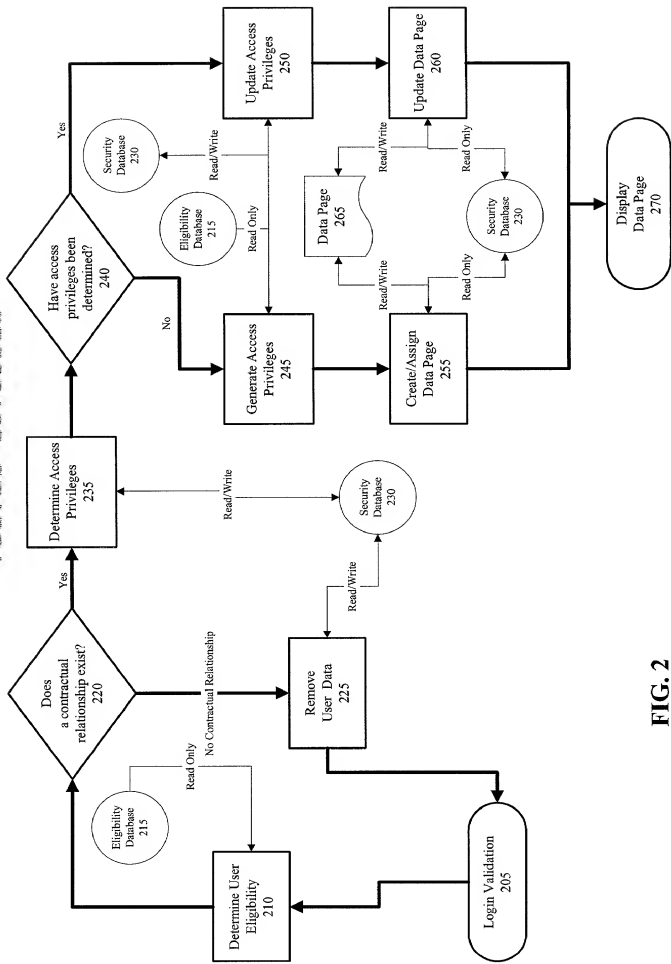 Login Validation
205
Determine User
Eligibility
210
Eligibility
Database
215
Read Only
Does
a contractual
relationship exist?
220
No Contractual Relationship
Remove
User Data
225
Read/Write
Security
Database
230
Read/Write
Yes
Determine Access
Privileges
235
Have access
privileges been
determined?
240
No
Yes
Generate Access
Privileges
245
Eligibility
Database
215
Read Only
Security
Database
230
Read/Write
Update Access
Privileges
250
Create/Assign
Data Page
255
Read/Write
Data Page
265
Read/Write
Read Only
Security
Database
230
Read Only
Update Data Page
260
Display
Data Page
270
FIG. 2